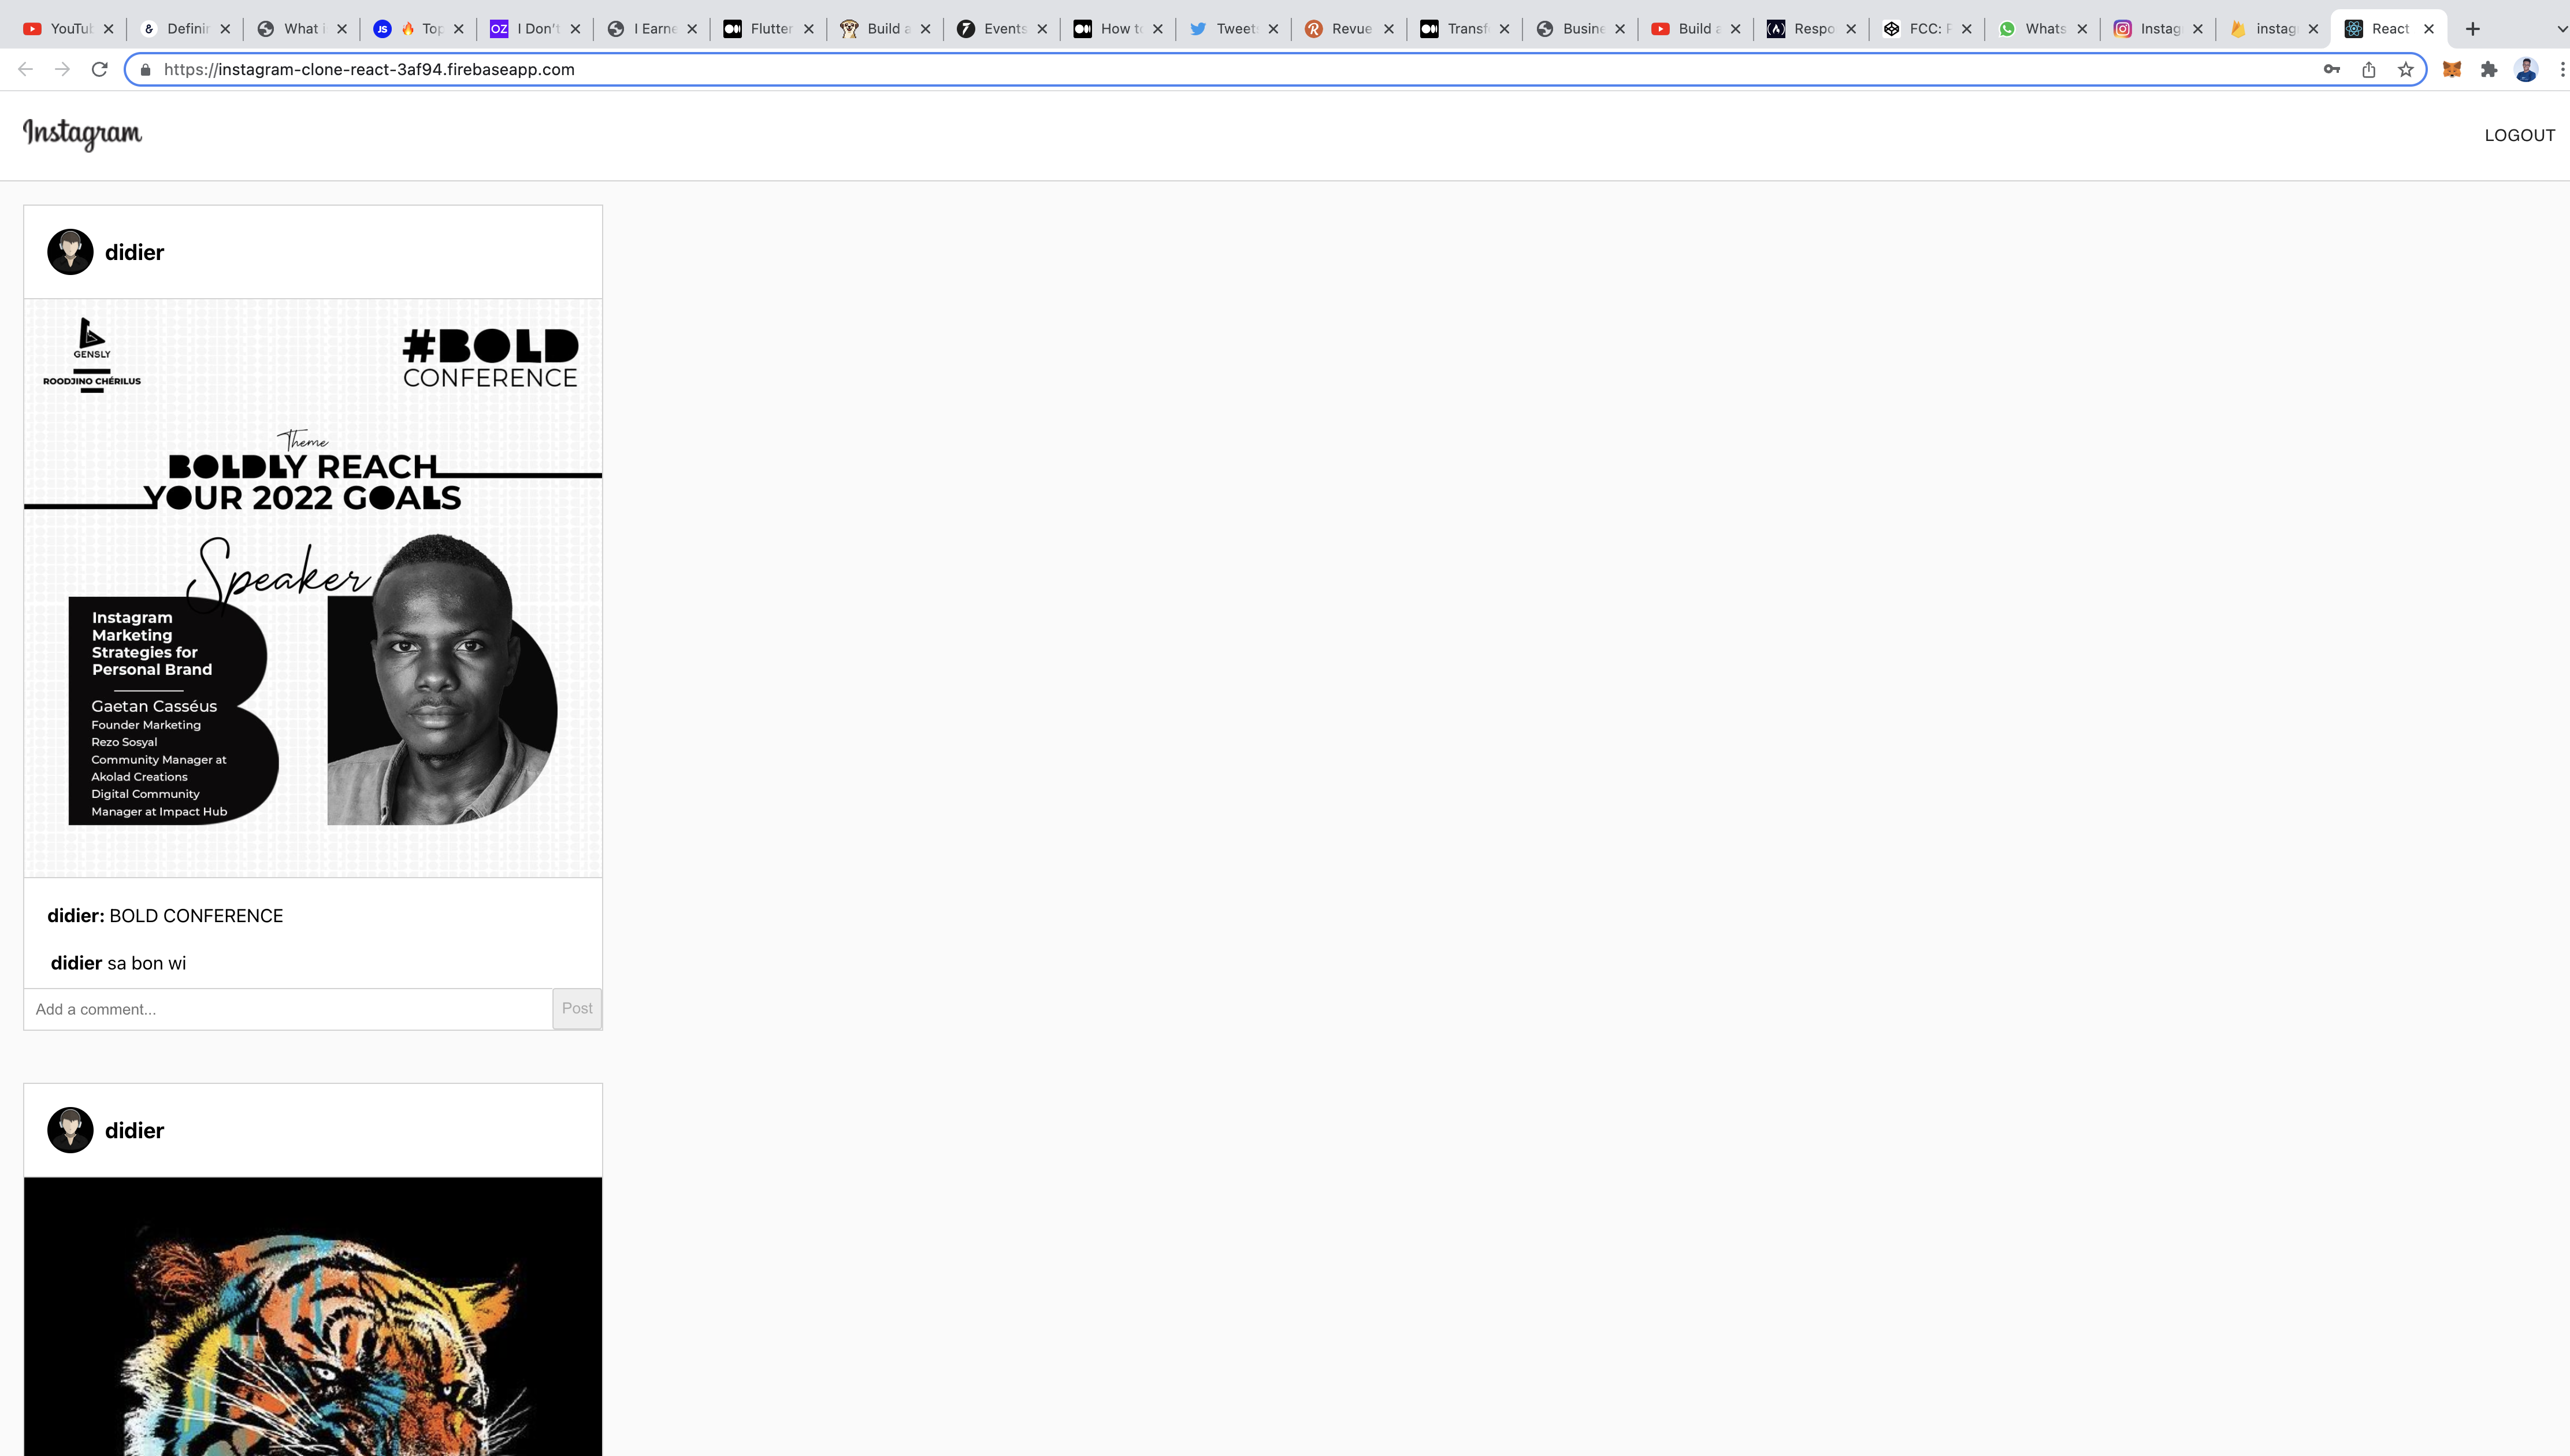 YouTu
Defini
What i
JS
Top
OZ
I Don't
I Earne
Flutter
Build a
Events
How to
Tweet
Revue
Transf
Busine
Build a
Respo
FCC: F
Whats
Instag
instag
React
https://instagram-clone-react-3af94.firebaseapp.com
Instagram
LOGOUT
didier
GENSLY
ROODJINO CHÉRILUS
#BOLD
CONFERENCE
Theme
BOLDLY REACH
YOUR 2022 GOALS
Speaker
Instagram
Marketing
Strategies for
Personal Brand
Gaetan Casséus
Founder Marketing
Rezo Sosyal
Community Manager at
Akolad Creations
Digital Community
Manager at Impact Hub
didier: BOLD CONFERENCE
didier sa bon wi
Add a comment...
Post
didier